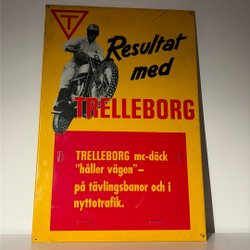 T
Resultat
med
TRELLEBORG
TRELLEBORG mc-däck
"håller vägen"–
på tävlingsbanor och i
nyttotrafik.